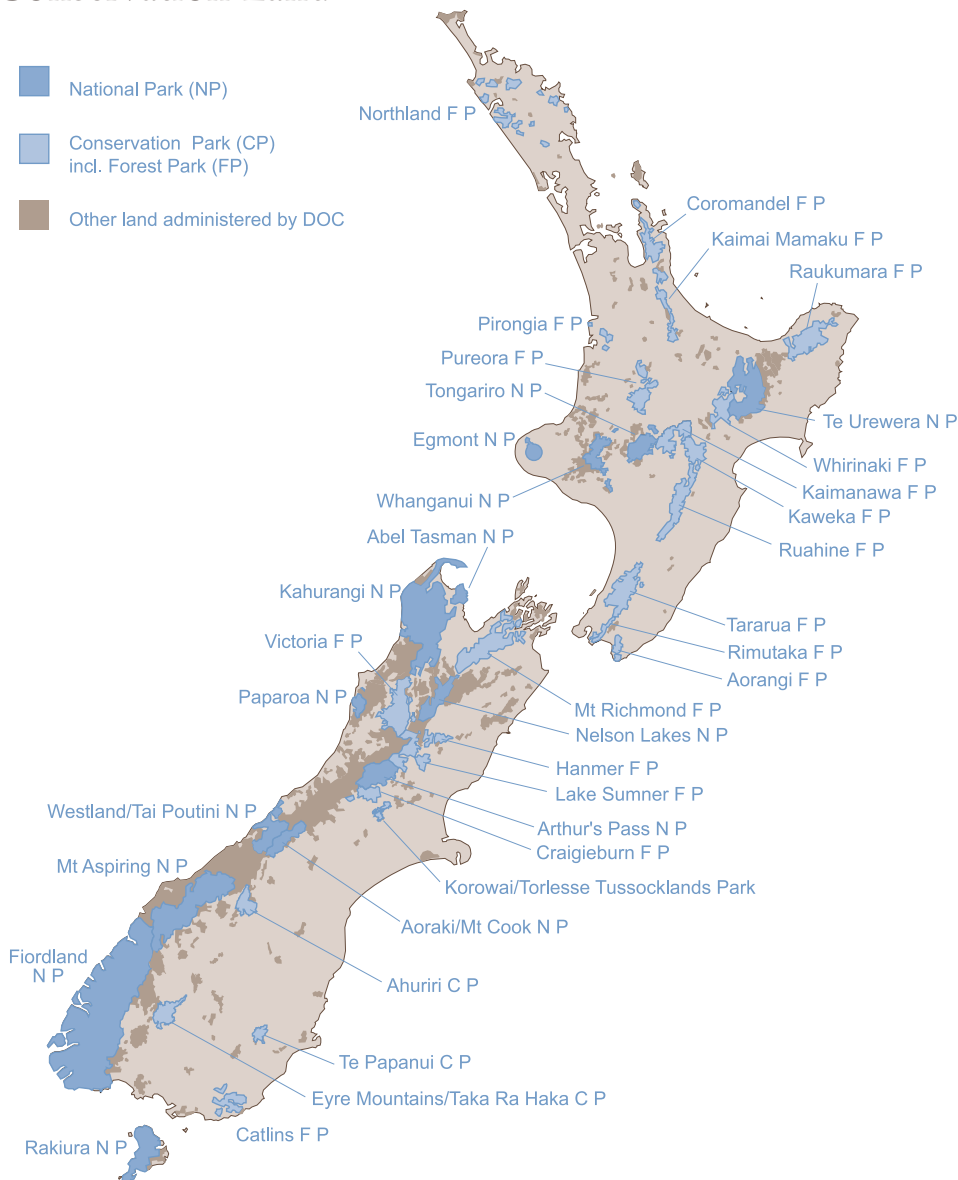 National Park (NP)
Conservation Park (CP)
incl. Forest Park (FP)
Other land administered by DOC
Northland F P
Coromandel F P
Kaimai Mamaku F P
Raukumara F P
Pirongia F P
Pureora F P
Tongariro N P
Te Urewera N P
Egmont N P
Whirinaki F P
Kaimanawa F P
Whanganui N P
Kaweka F P
Ruahine F P
Abel Tasman N P
Kahurangi N P
Tararua F P
Victoria F P
Rimutaka F P
Aorangi F P
Paparoa N P
Mt Richmond F P
Nelson Lakes N P
Hanmer F P
Lake Sumner F P
Westland/Tai Poutini N P
Arthur's Pass N P
Craigieburn F P
Mt Aspiring N P
Korowai/Torlesse Tussocklands Park
Aoraki/Mt Cook N P
Fiordland
N P
Ahuriri C P
Te Papanui C P
Eyre Mountains/Taka Ra Haka C P
Catlins F P
Rakiura N P